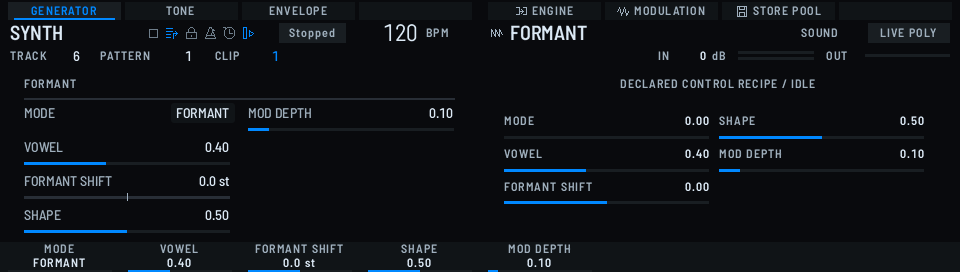 GENERATOR TONE ENVELOPE ENGINE MODULATION STORE POOL
SYNTH Stopped 120 BPM FORMANT SOUND LIVE POLY
TRACK 6 PATTERN 1 CLIP 1 IN 0 dB OUT
FORMANT DECLARED CONTROL RECIPE / IDLE
MODE FORMANT MOD DEPTH 0.10
MODE 0.00 SHAPE 0.50
VOWEL 0.40
VOWEL 0.40 MOD DEPTH 0.10
FORMANT SHIFT 0.0 st
FORMANT SHIFT 0.00
SHAPE 0.50
MODE VOWEL FORMANT SHIFT SHAPE MOD DEPTH
FORMANT 0.40 0.0 st 0.50 0.10